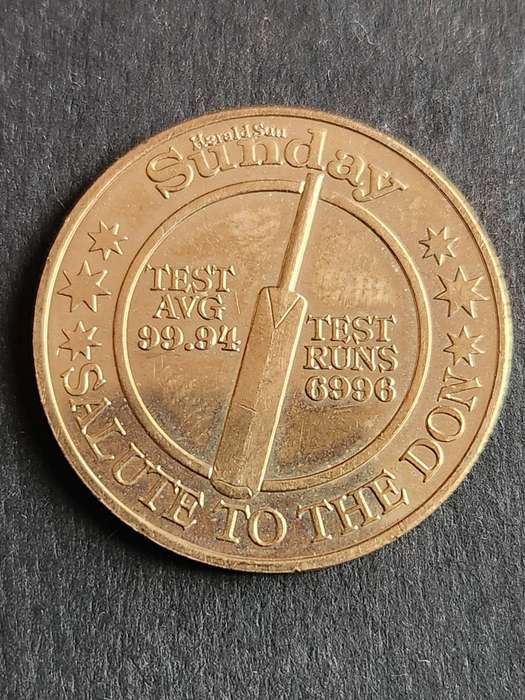 Herald Sun
Sunday
TEST
AVG
99.94
TEST
RUNS
6996
SALUTE TO THE DON